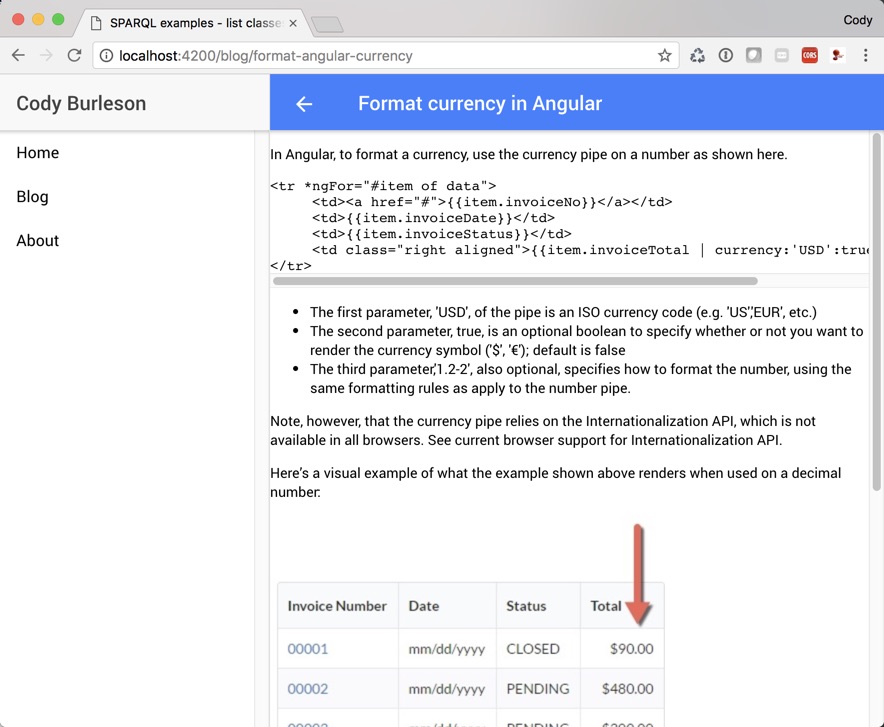 SPARQL examples - list classe
Cody
localhost:4200/blog/format-angular-currency
CORS
Cody Burleson
Format currency in Angular
Home
Blog
About
In Angular, to format a currency, use the currency pipe on a number as shown here.
<tr *ngFor="#item of data">
<td><a href="#">{{item.invoiceNo}}</a></td>
<td>{{item.invoiceDate}}</td>
<td>{{item.invoiceStatus}}</td>
<td class="right aligned">{{item.invoiceTotal | currency:'USD':true
</tr>
• The first parameter, 'USD', of the pipe is an ISO currency code (e.g. 'US','EUR', etc.)
• The second parameter, true, is an optional boolean to specify whether or not you want to
render the currency symbol ('$', '€'); default is false
• The third parameter,'1.2-2', also optional, specifies how to format the number, using the
same formatting rules as apply to the number pipe.
Note, however, that the currency pipe relies on the Internationalization API, which is not
available in all browsers. See current browser support for Internationalization API.
Here's a visual example of what the example shown above renders when used on a decimal
number:
Invoice Number Date Status Total
00001 mm/dd/yyyy CLOSED $90.00
00002 mm/dd/yyyy PENDING $480.00